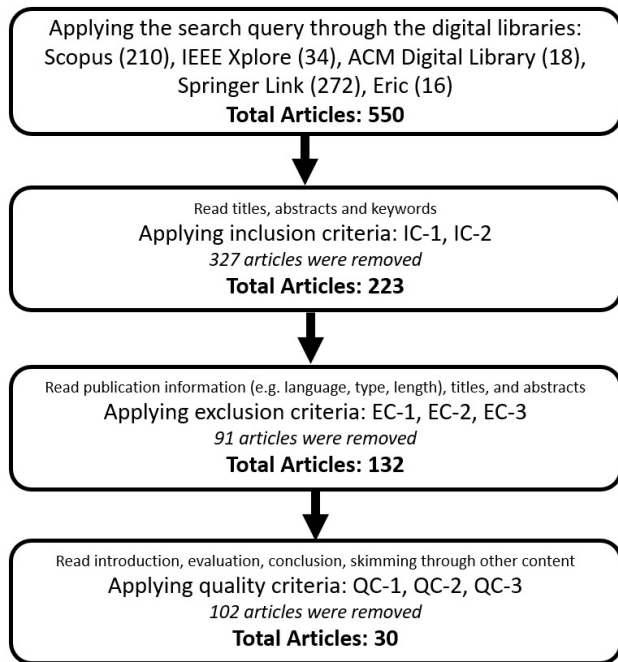 Applying the search query through the digital libraries:
Scopus (210), IEEE Xplore (34), ACM Digital Library (18),
Springer Link (272), Eric (16)
Total Articles: 550
Read titles, abstracts and keywords
Applying inclusion criteria: IC-1, IC-2
327 articles were removed
Total Articles: 223
Read publication information (e.g. language, type, length), titles, and abstracts
Applying exclusion criteria: EC-1, EC-2, EC-3
91 articles were removed
Total Articles: 132
Read introduction, evaluation, conclusion, skimming through other content
Applying quality criteria: QC-1, QC-2, QC-3
102 articles were removed
Total Articles: 30